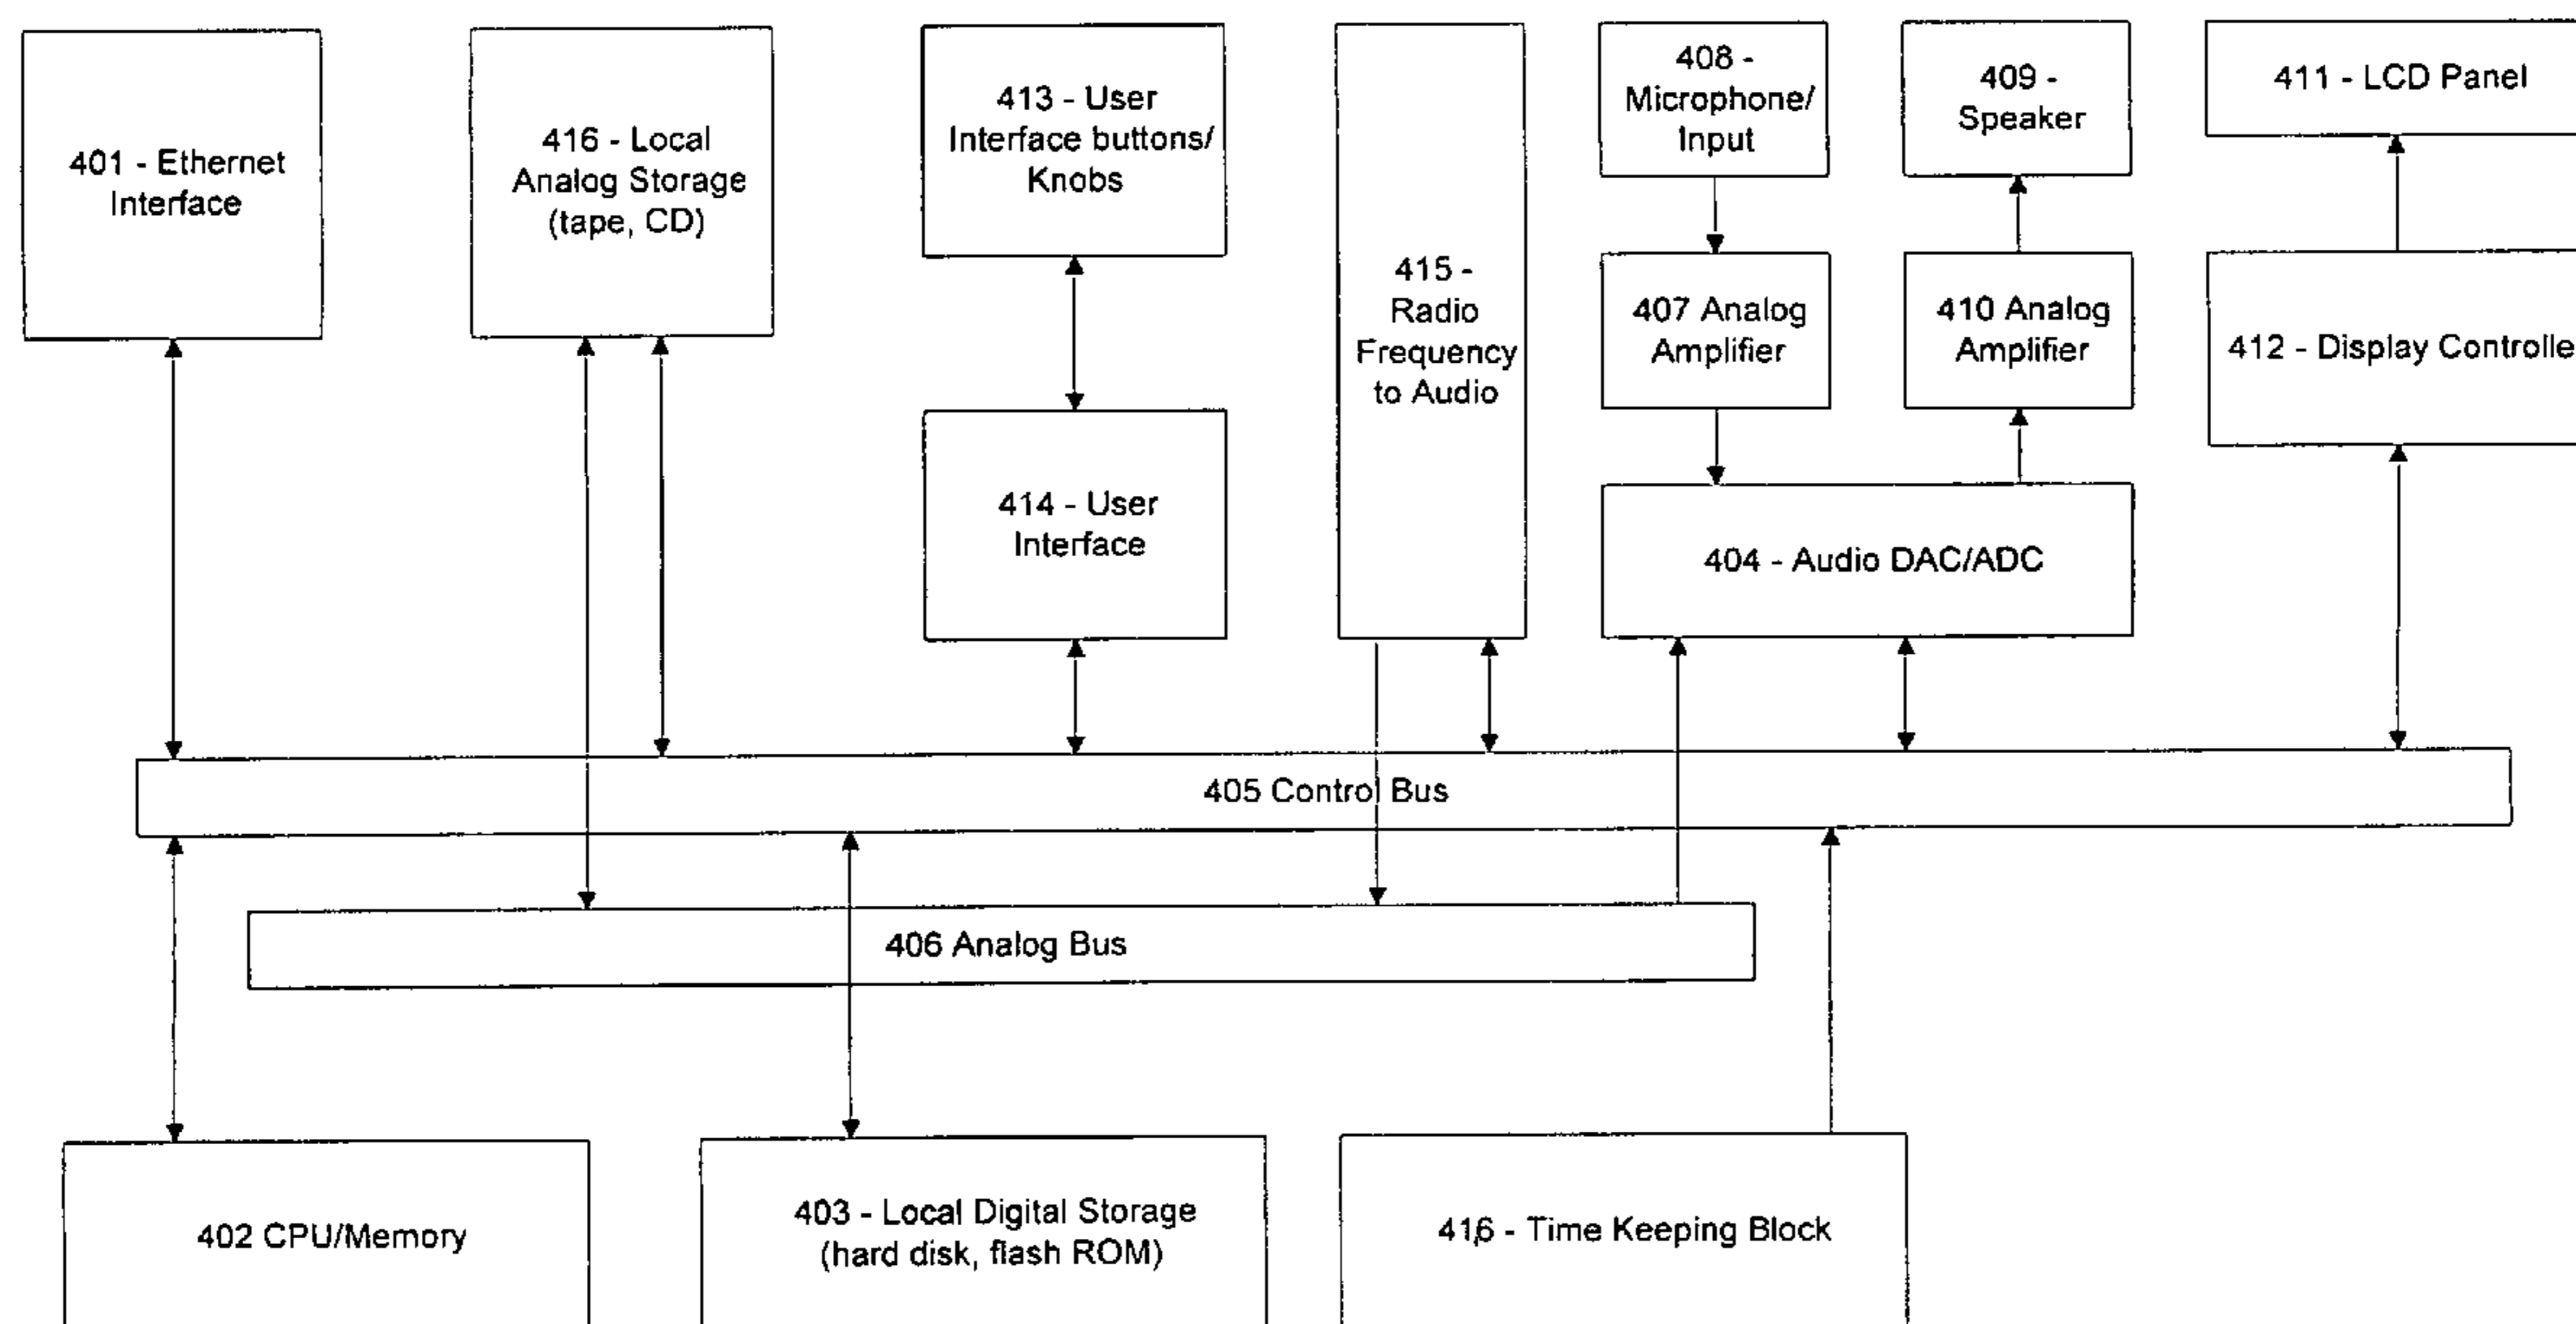 401 - Ethernet
Interface
416 - Local
Analog Storage
(tape, CD)
413 - User
Interface buttons/
Knobs
415 -
Radio
Frequency
to Audio
408 -
Microphone/
Input
409 -
Speaker
411 - LCD Panel
407 Analog
Amplifier
410 Analog
Amplifier
412 - Display Controlle
414 - User
Interface
404 - Audio DAC/ADC
405 Control Bus
406 Analog Bus
402 CPU/Memory
403 - Local Digital Storage
(hard disk, flash ROM)
416 - Time Keeping Block